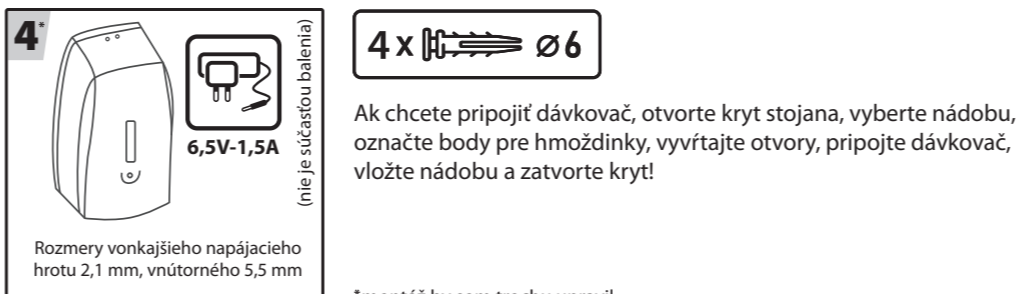 4*
6,5V-1,5A
(nie je súčasťou balenia)
Rozmery vonkajšieho napájacieho
hrotu 2,1 mm, vnútorného 5,5 mm
4 x ⌀6
Ak chcete pripojiť dávkovač, otvorte kryt stojana, vyberte nádobu,
označte body pre hmoždinky, vyvŕtajte otvory, pripojte dávkovač,
vložte nádobu a zatvorte kryt!